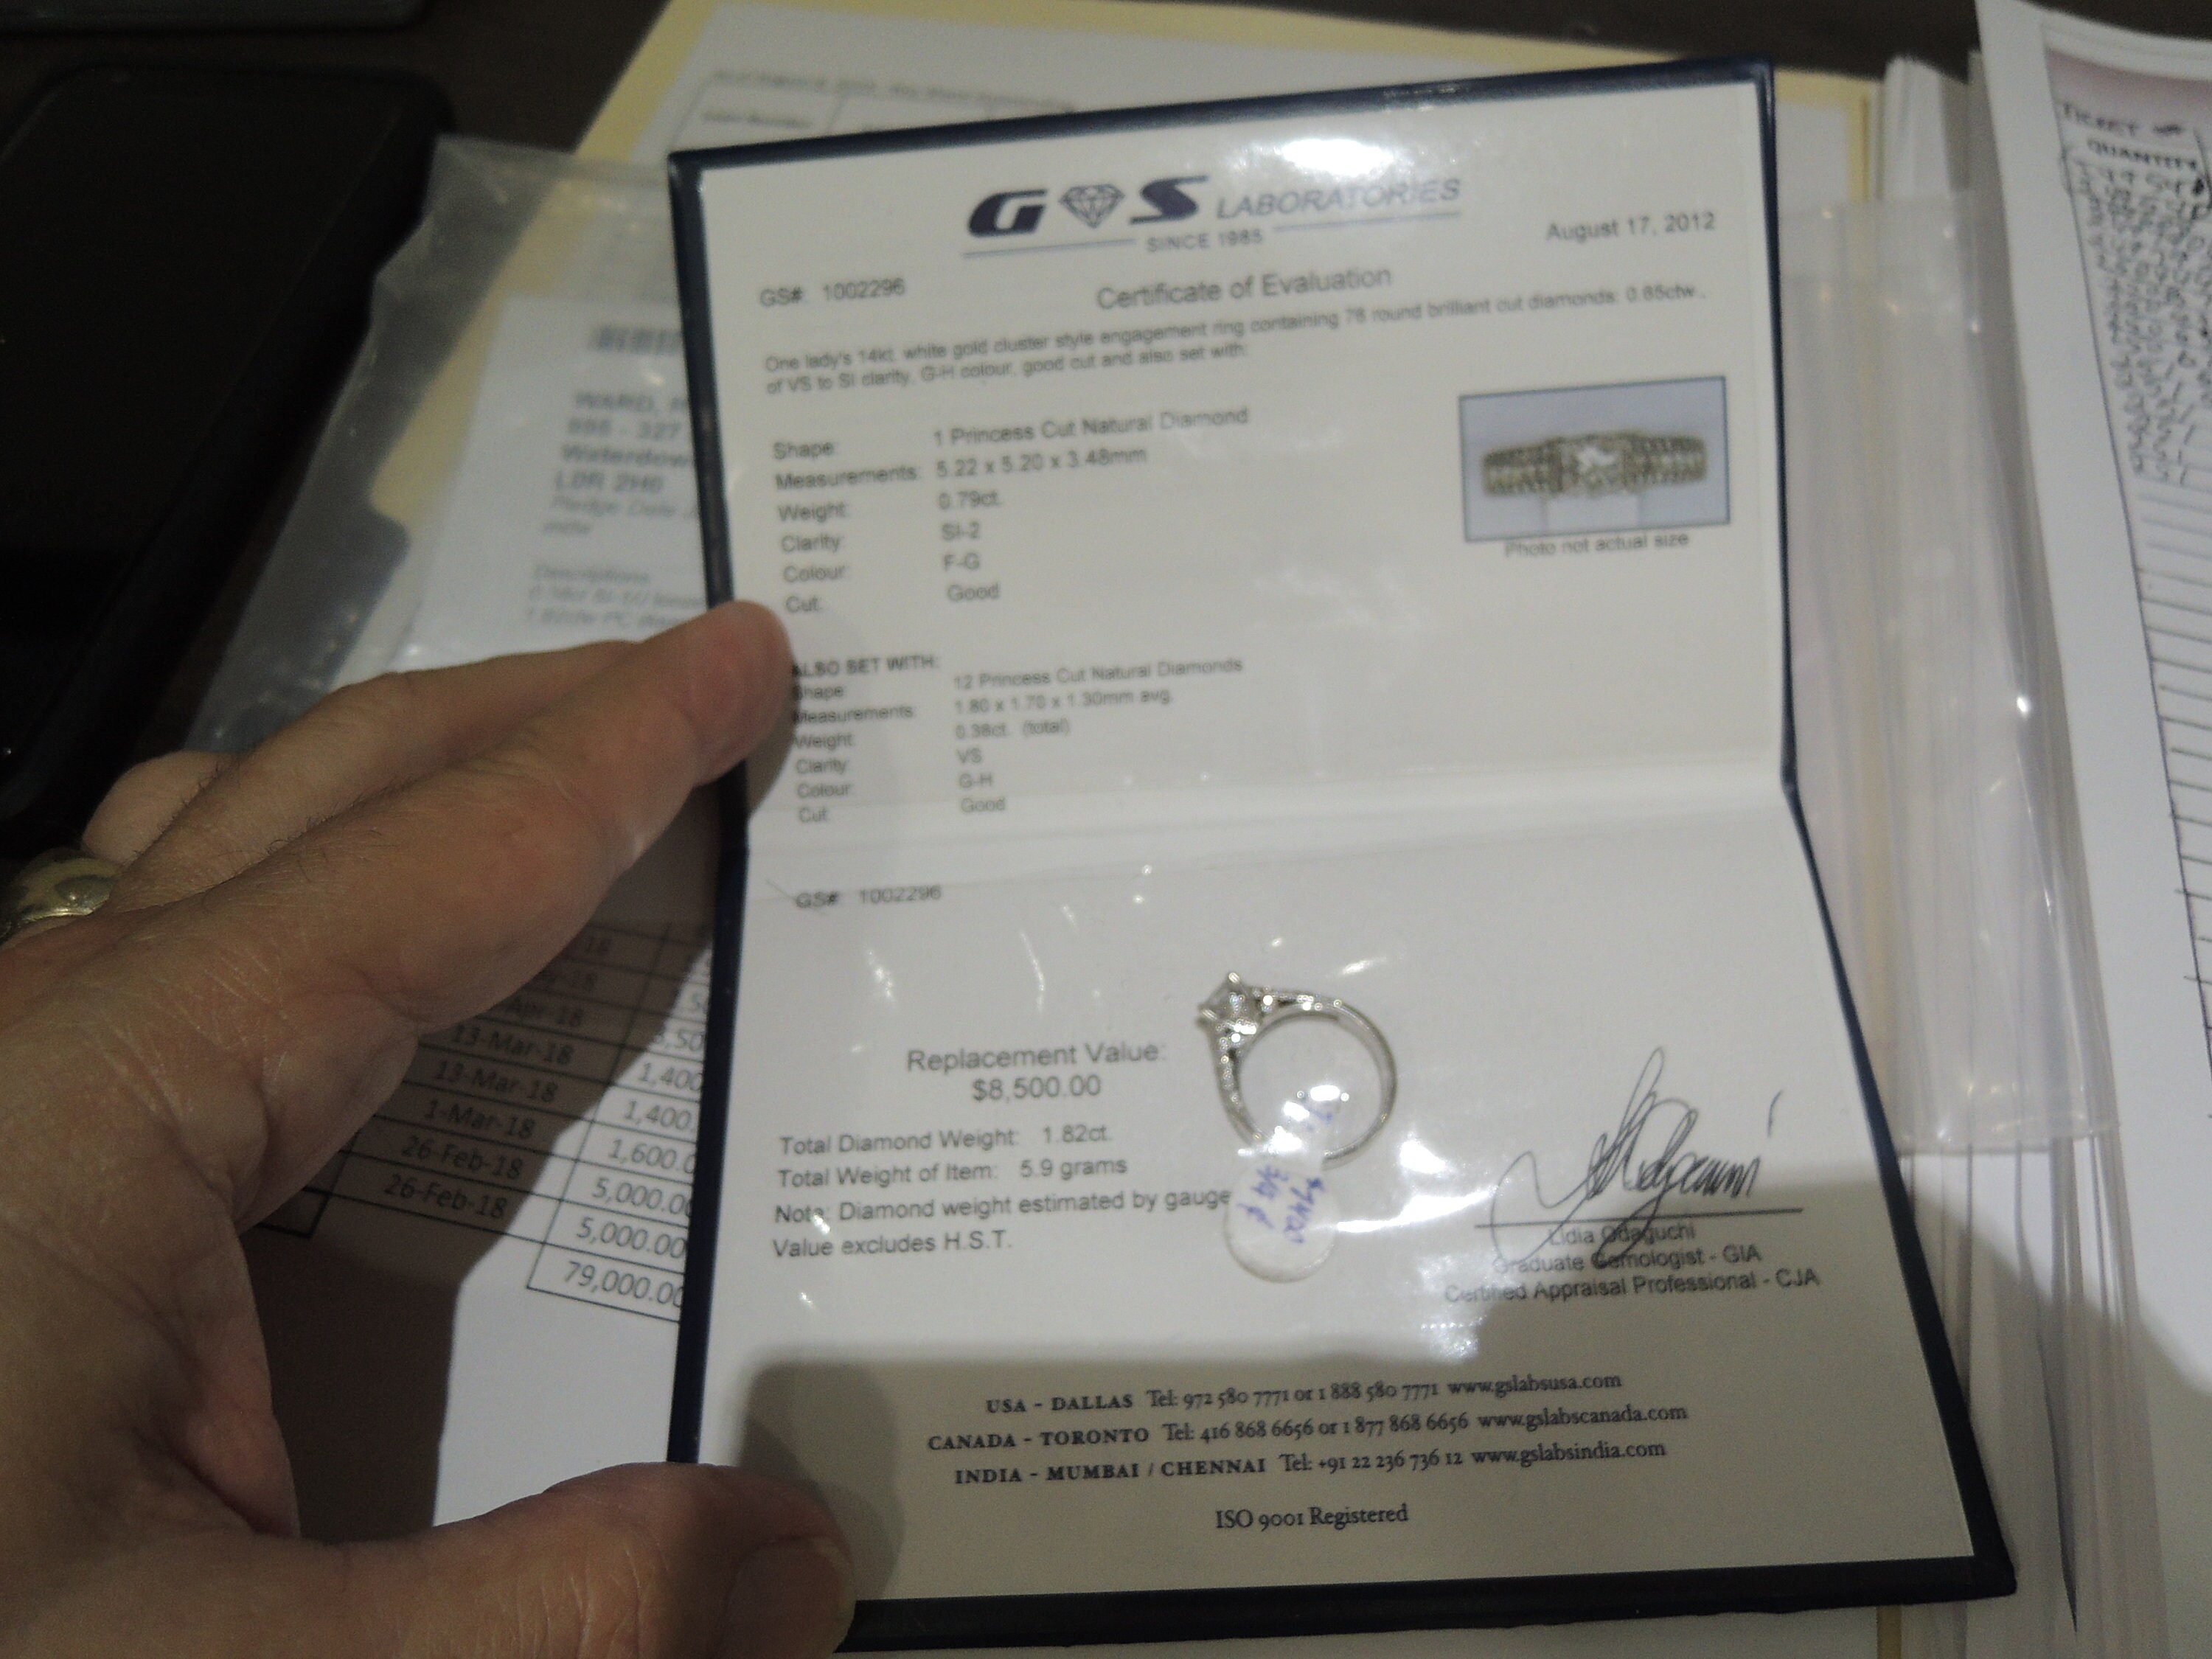 GS LABORATORIES
SINCE 1985
August 17, 2012
GS#: 1002296
Certificate of Evaluation
One lady's 14kt. white gold cluster style engagement ring containing 78 round brilliant cut diamonds: 0.65ctw.,
of VS to SI clarity, G-H colour, good cut and also set with:
Shape: 1 Princess Cut Natural Diamond
Measurements: 5.22 x 5.20 x 3.48mm
Weight: 0.79ct.
Clarity: SI-2
Colour: F-G
Cut: Good
Photo not actual size
ALSO SET WITH:
Shape 12 Princess Cut Natural Diamonds
Measurements: 1.80 x 1.70 x 1.30mm avg.
Weight: 0.38ct. (total)
Clarity: VS
Colour: G-H
Cut: Good
GS#: 1002296
Replacement Value:
$8,500.00
Total Diamond Weight: 1.82ct.
Total Weight of Item: 5.9 grams
Note: Diamond weight estimated by gauge
Value excludes H.S.T.
Lidia Odaguchi
Graduate Gemologist - GIA
Certified Appraisal Professional - CJA
USA - DALLAS Tel: 972 580 7771 or 1 888 580 7771 www.gslabsusa.com
CANADA - TORONTO Tel: 416 868 6656 or 1 877 868 6656 www.gslabscanada.com
INDIA - MUMBAI / CHENNAI Tel: +91 22 236 736 12 www.gslabsindia.com
ISO 9001 Registered
WARD,
Waterdow
Descriptions
13-Mar-18 1,400
13-Mar-18 1,400.
1-Mar-18 1,600.0
26-Feb-18 5,000.00
26-Feb-18 5,000.00
79,000.00
TICKET #
QUANTITY